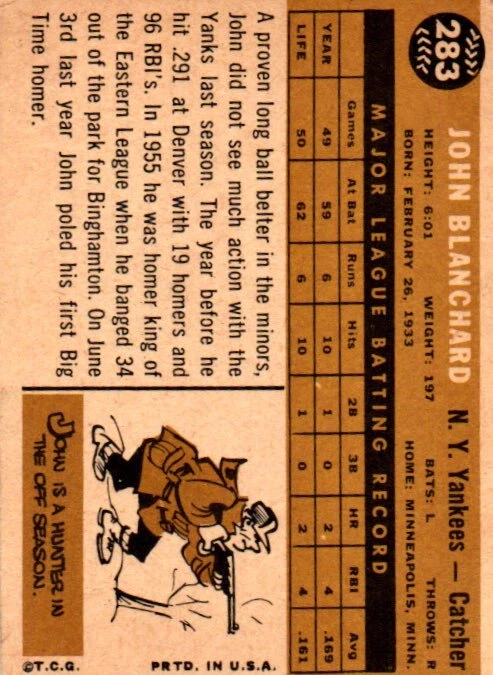 283
JOHN BLANCHARD N. Y. Yankees — Catcher
HEIGHT: 6:01 WEIGHT: 197 BATS: L THROWS: R
BORN: FEBRUARY 26, 1933 HOME: MINNEAPOLIS, MINN.
MAJOR LEAGUE BATTING RECORD
Games At Bat Runs Hits 2B 3B HR RBI Avg
YEAR 49 59 6 10 1 0 2 4 .169
LIFE 50 62 6 10 1 0 2 4 .161
A proven long ball belter in the minors,
John did not see much action with the
Yanks last season. The year before he
hit .291 at Denver with 19 homers and
96 RBI's. In 1955 he was homer king of
the Eastern League when he banged 34
out of the park for Binghamton. On June
3rd last year John poled his first Big
Time homer.
JOHN IS A HUNTER IN
THE OFF SEASON.
©T.C.G. PRTD. IN U.S.A.